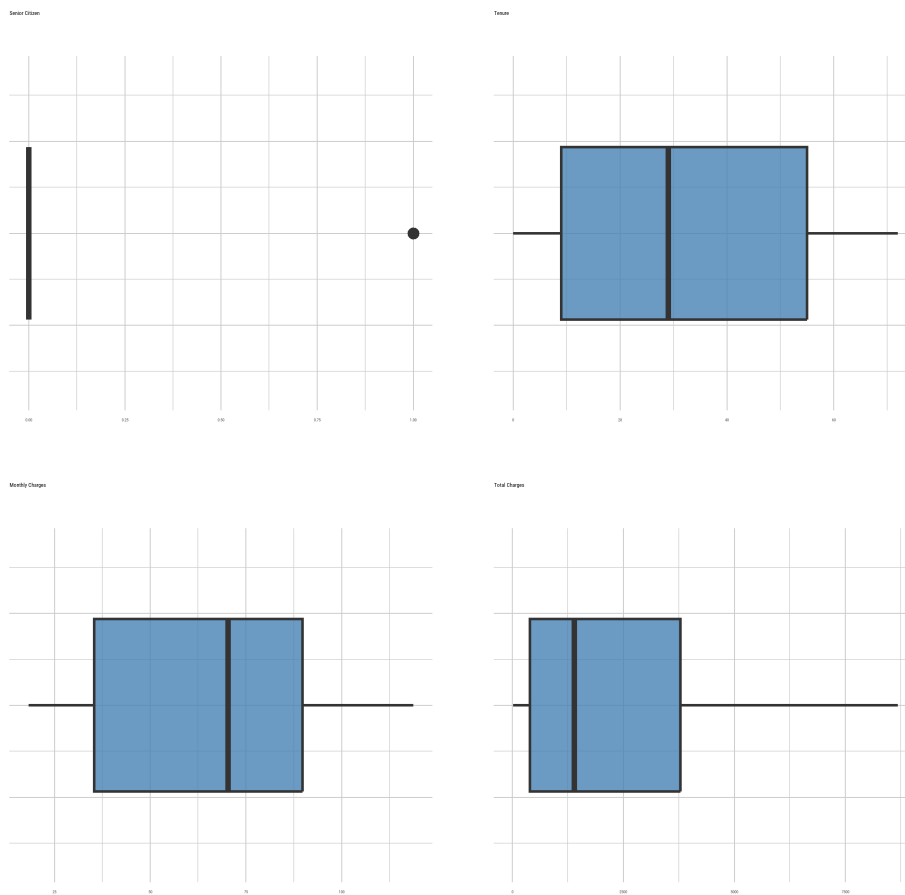 Senior Citizen
Tenure
0.00 0.25 0.50 0.75 1.00
0 20 40 60
Monthly Charges
Total Charges
25 50 75 100
0 2500 5000 7500